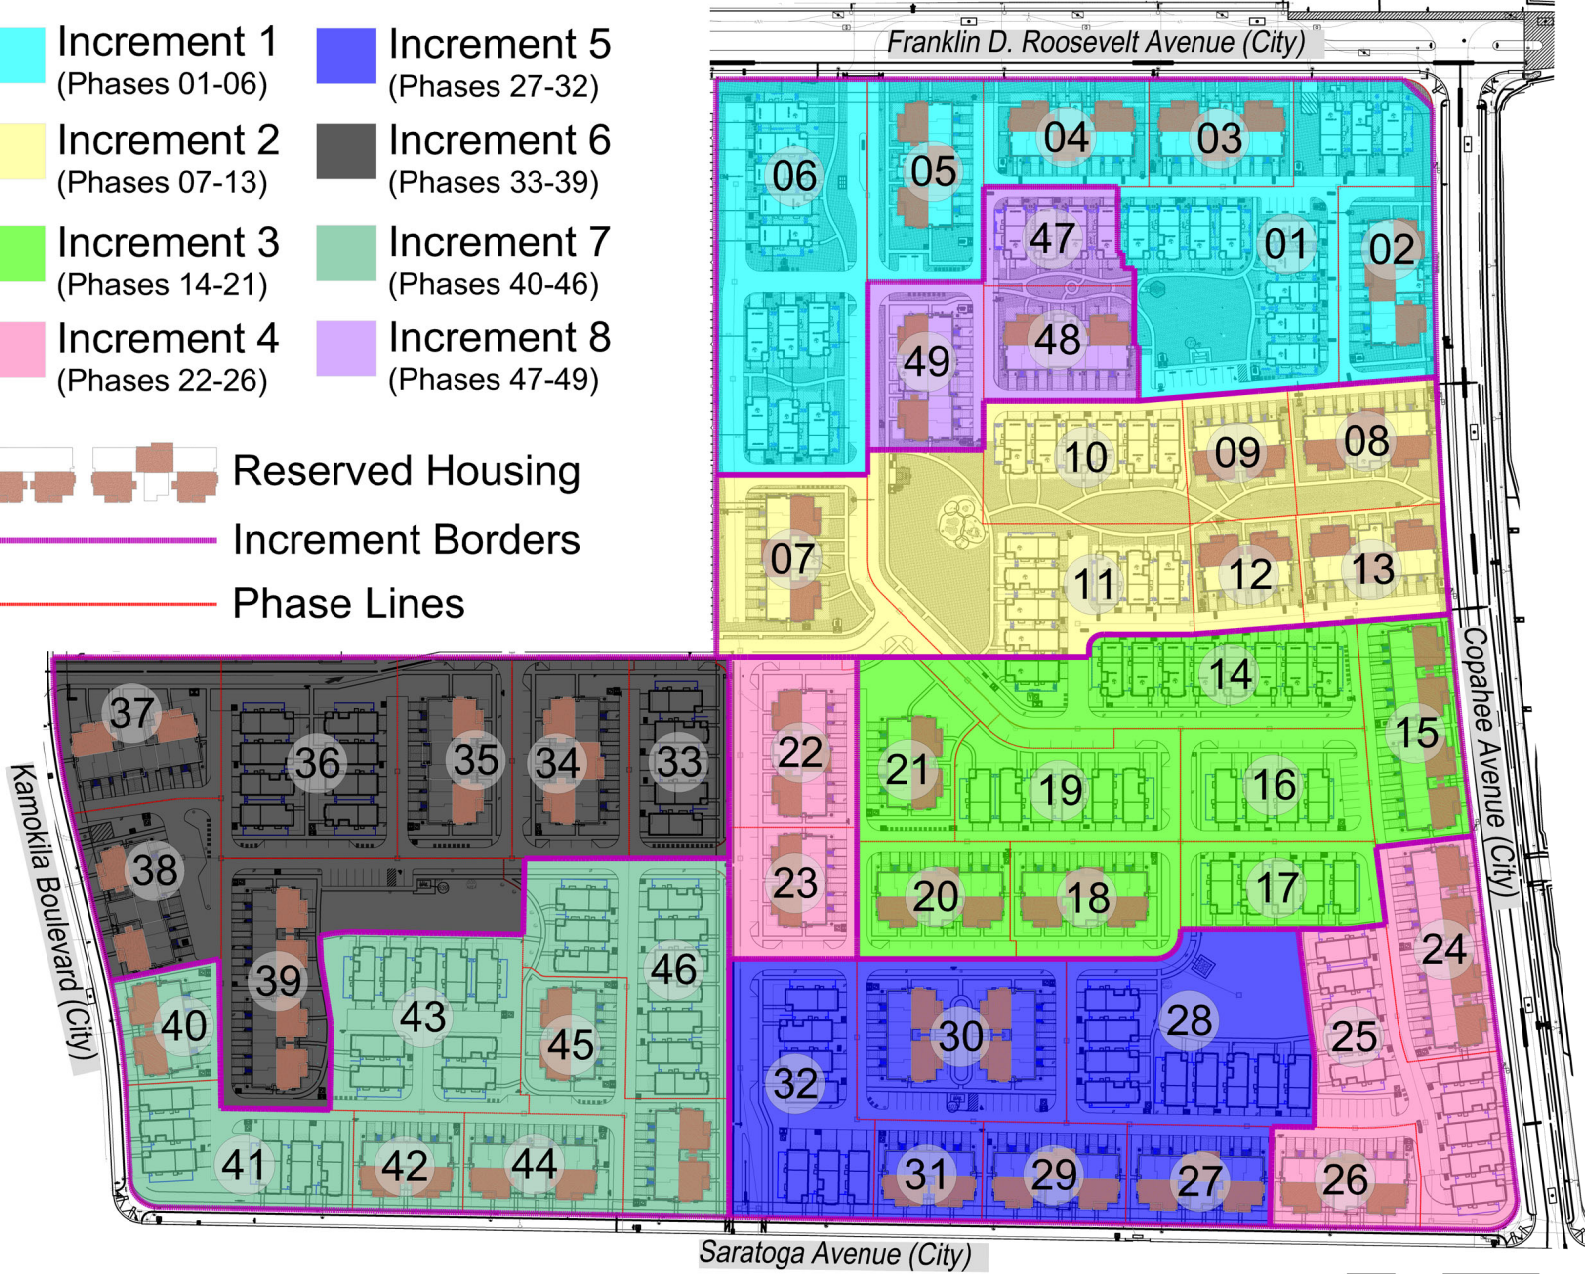 Increment 1
(Phases 01-06)
Increment 5
(Phases 27-32)
Increment 2
(Phases 07-13)
Increment 6
(Phases 33-39)
Increment 3
(Phases 14-21)
Increment 7
(Phases 40-46)
Increment 4
(Phases 22-26)
Increment 8
(Phases 47-49)
Reserved Housing
Increment Borders
Phase Lines
Franklin D. Roosevelt Avenue (City)
06
05
04
03
47
01
02
49
48
10
09
08
07
11
12
13
14
15
Copahee Avenue (City)
37
36
35
34
33
22
21
19
16
Kamokila Boulevard (City)
38
23
20
18
17
39
46
24
40
43
45
30
28
25
32
41
42
44
31
29
27
26
Saratoga Avenue (City)